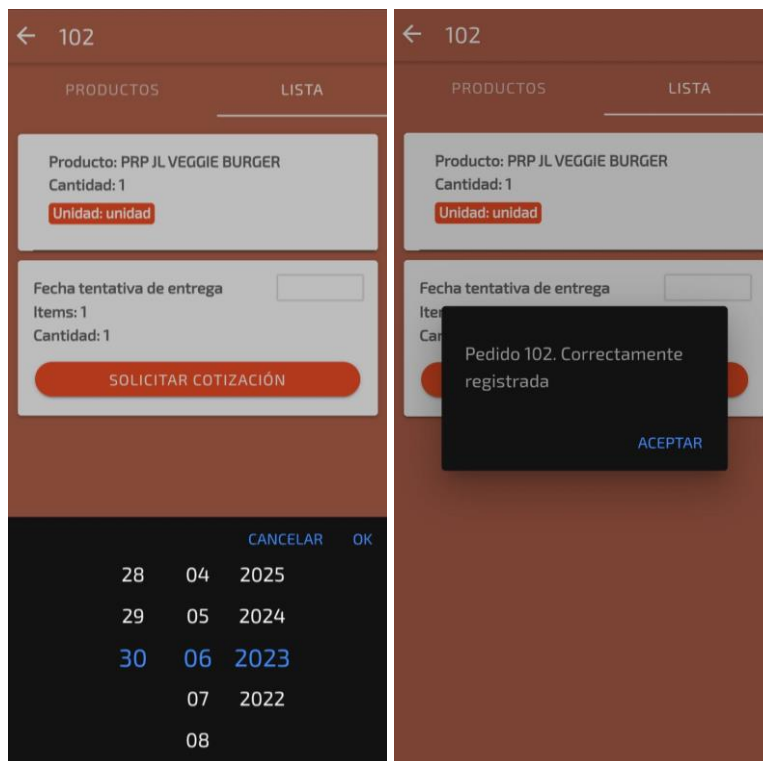 102
PRODUCTOS LISTA
Producto: PRP JL VEGGIE BURGER
Cantidad: 1
Unidad: unidad
Fecha tentativa de entrega
Items: 1
Cantidad: 1
SOLICITAR COTIZACIÓN
CANCELAR OK
28 04 2025
29 05 2024
30 06 2023
07 2022
08
102
PRODUCTOS LISTA
Producto: PRP JL VEGGIE BURGER
Cantidad: 1
Unidad: unidad
Fecha tentativa de entrega
Iter
Car
Pedido 102. Correctamente
registrada
ACEPTAR